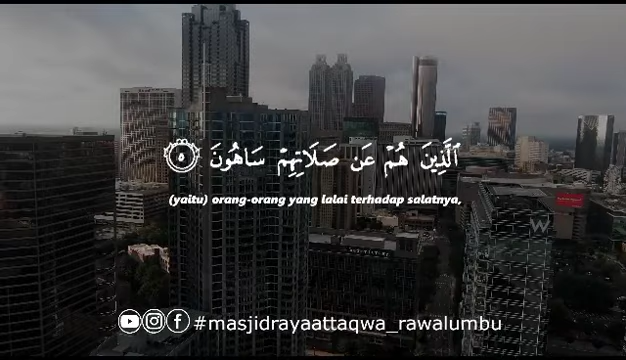 ٱلَّذِينَ هُمْ عَن صَلَاتِهِمْ سَاهُونَ ٥
(yaitu) orang-orang yang lalai terhadap salatnya,
W
#masjidrayaattaqwa_rawalumbu